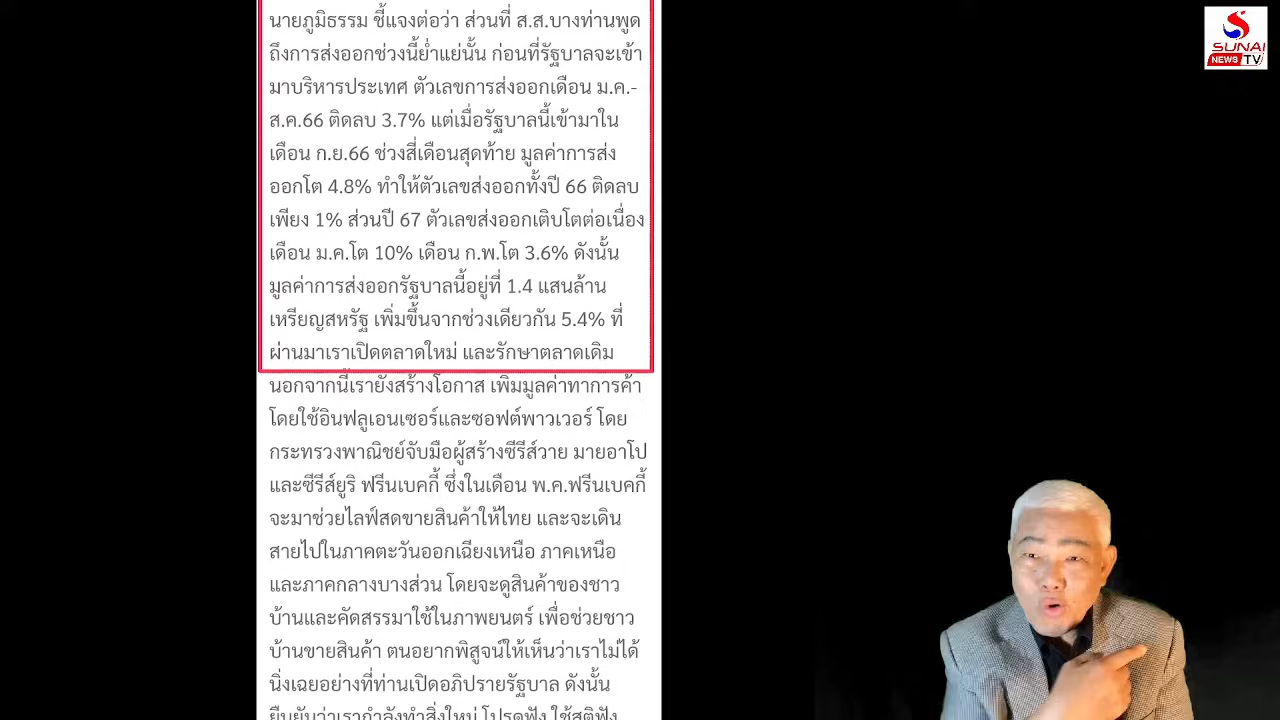 นายภูมิธรรม ชี้แจงต่อว่า ส่วนที่ ส.ส.บางท่านพูด
ถึงการส่งออกช่วงนี้ย่ำแย่นั้น ก่อนที่รัฐบาลจะเข้า
มาบริหารประเทศ ตัวเลขการส่งออกเดือน ม.ค.-
ส.ค.66 ติดลบ 3.7% แต่เมื่อรัฐบาลนี้เข้ามาใน
เดือน ก.ย.66 ช่วงสี่เดือนสุดท้าย มูลค่าการส่ง
ออกโต 4.8% ทำให้ตัวเลขส่งออกทั้งปี 66 ติดลบ
เพียง 1% ส่วนปี 67 ตัวเลขส่งออกเติบโตต่อเนื่อง
เดือน ม.ค.โต 10% เดือน ก.พ.โต 3.6% ดังนั้น
มูลค่าการส่งออกรัฐบาลนี้อยู่ที่ 1.4 แสนล้าน
เหรียญสหรัฐ เพิ่มขึ้นจากช่วงเดียวกัน 5.4% ที่
ผ่านมาเราเปิดตลาดใหม่ และรักษาตลาดเดิม
นอกจากนี้เรายังสร้างโอกาส เพิ่มมูลค่าทาการค้า
โดยใช้อินฟลูเอนเซอร์และซอฟต์พาวเวอร์ โดย
กระทรวงพาณิชย์จับมือผู้สร้างซีรีส์วาย มายอาโป
และซีรีส์ยูริ ฟรีนเบคกี้ ซึ่งในเดือน พ.ค.ฟรีนเบคกี้
จะมาช่วยไลฟ์สดขายสินค้าให้ไทย และจะเดิน
สายไปในภาคตะวันออกเฉียงเหนือ ภาคเหนือ
และภาคกลางบางส่วน โดยจะดูสินค้าของชาว
บ้านและคัดสรรมาใช้ในภาพยนตร์ เพื่อช่วยชาว
บ้านขายสินค้า ตนอยากพิสูจน์ให้เห็นว่าเราไม่ได้
นิ่งเฉยอย่างที่ท่านเปิดอภิปรายรัฐบาล ดังนั้น
ยืนยันว่าเรากำลังทำสิ่งใหม่ โปรดฟัง ใช้สติฟัง
SUNAI
NEWS TV